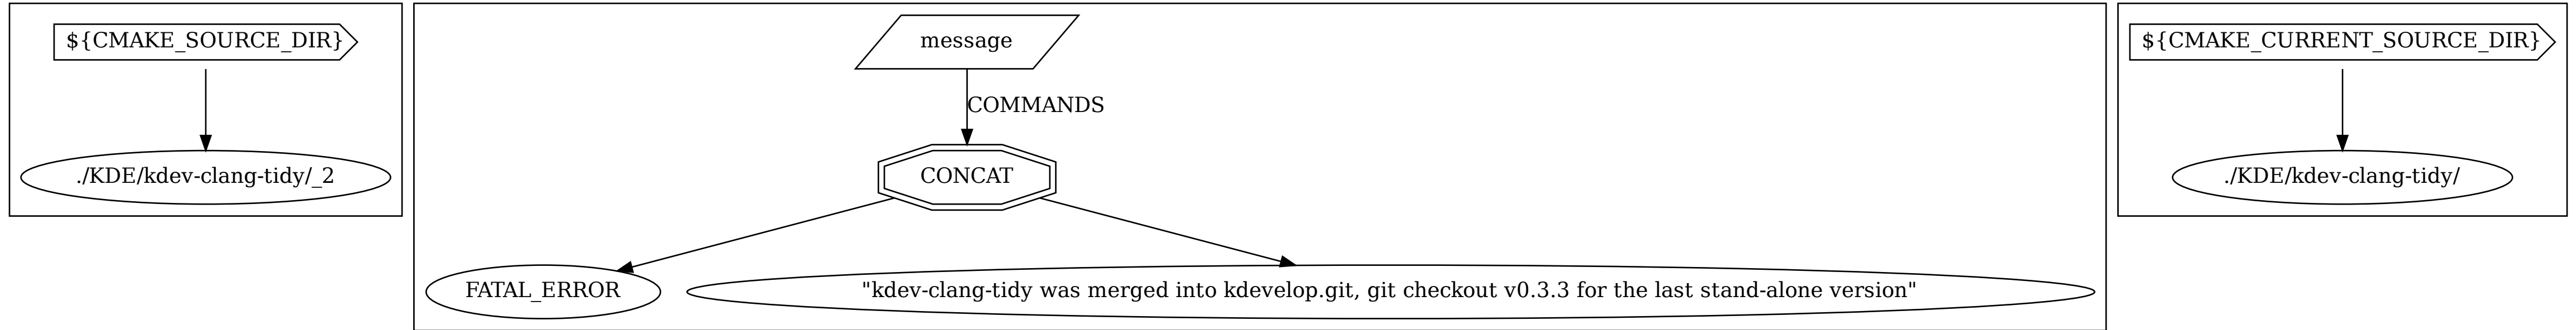 ${CMAKE_SOURCE_DIR}
./KDE/kdev-clang-tidy/_2
message
COMMANDS
CONCAT
FATAL_ERROR
"kdev-clang-tidy was merged into kdevelop.git, git checkout v0.3.3 for the last stand-alone version"
${CMAKE_CURRENT_SOURCE_DIR}
./KDE/kdev-clang-tidy/